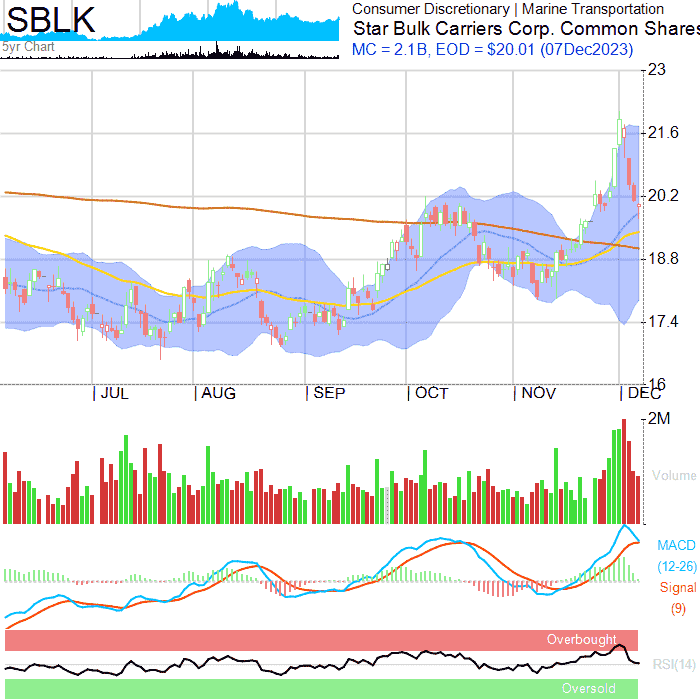 SBLK
5yr Chart
Consumer Discretionary | Marine Transportation
Star Bulk Carriers Corp. Common Shares
MC = 2.1B, EOD = $20.01 (07Dec2023)
23
21.6
20.2
18.8
17.4
16
JUL AUG SEP OCT NOV DEC
2M
Volume
MACD
(12-26)
Signal
(9)
Overbought
RSI(14)
Oversold